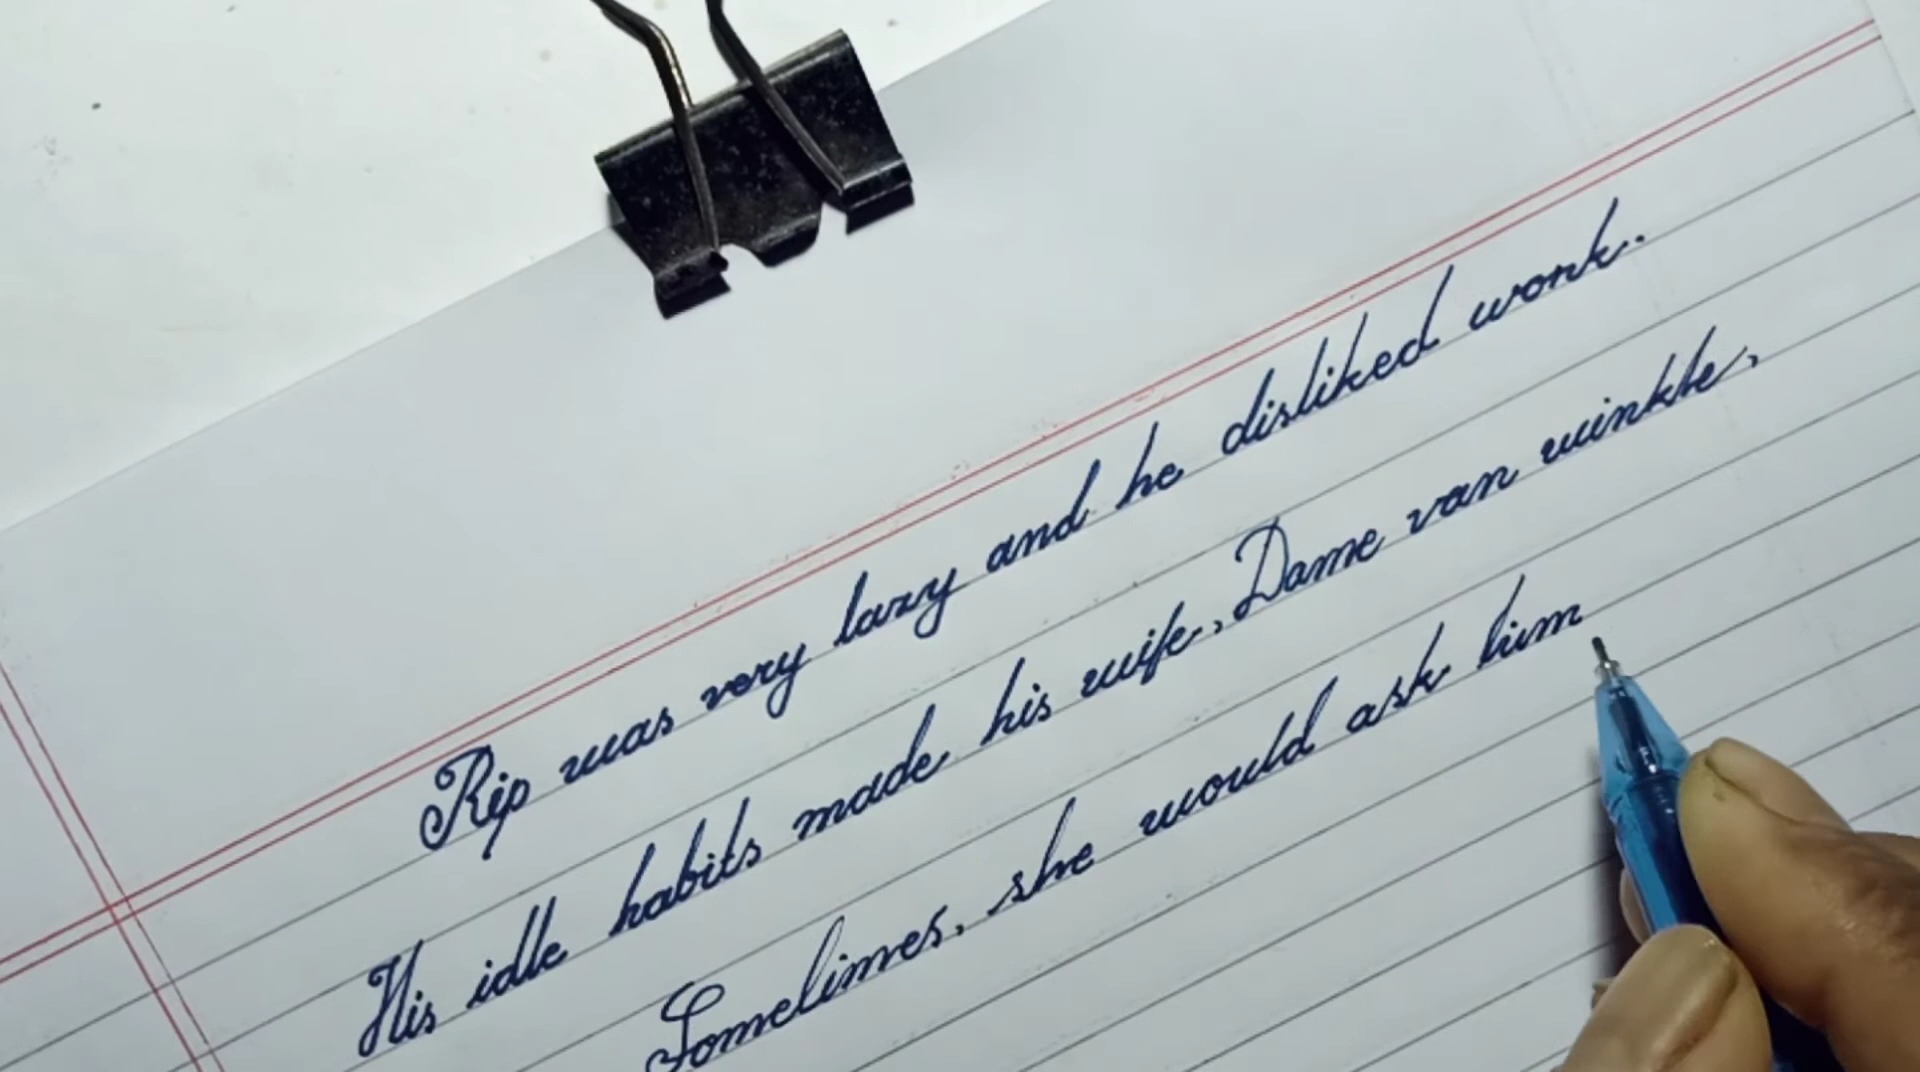 Rip was very lazy and he disliked work.
His idle habits made his wife, Dame van winkle,
Sometimes, she would ask him